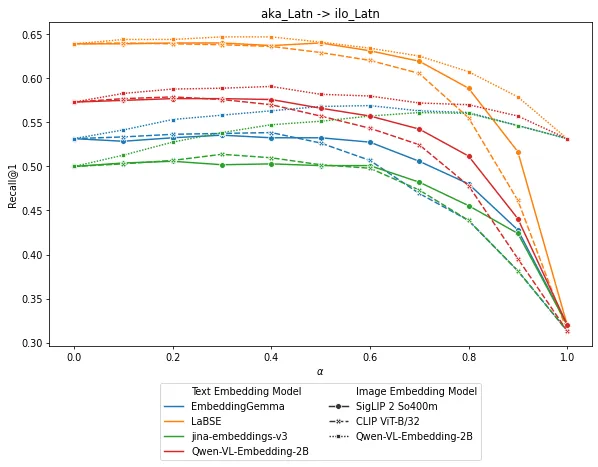 aka_Latn -> ilo_Latn
0.65
0.60
0.55
0.50
0.45
0.40
0.35
0.30
Recall@1
0.0
0.2
0.4
0.6
0.8
1.0
α
Text Embedding Model
EmbeddingGemma
LaBSE
jina-embeddings-v3
Qwen-VL-Embedding-2B
Image Embedding Model
SigLIP 2 So400m
CLIP ViT-B/32
Qwen-VL-Embedding-2B